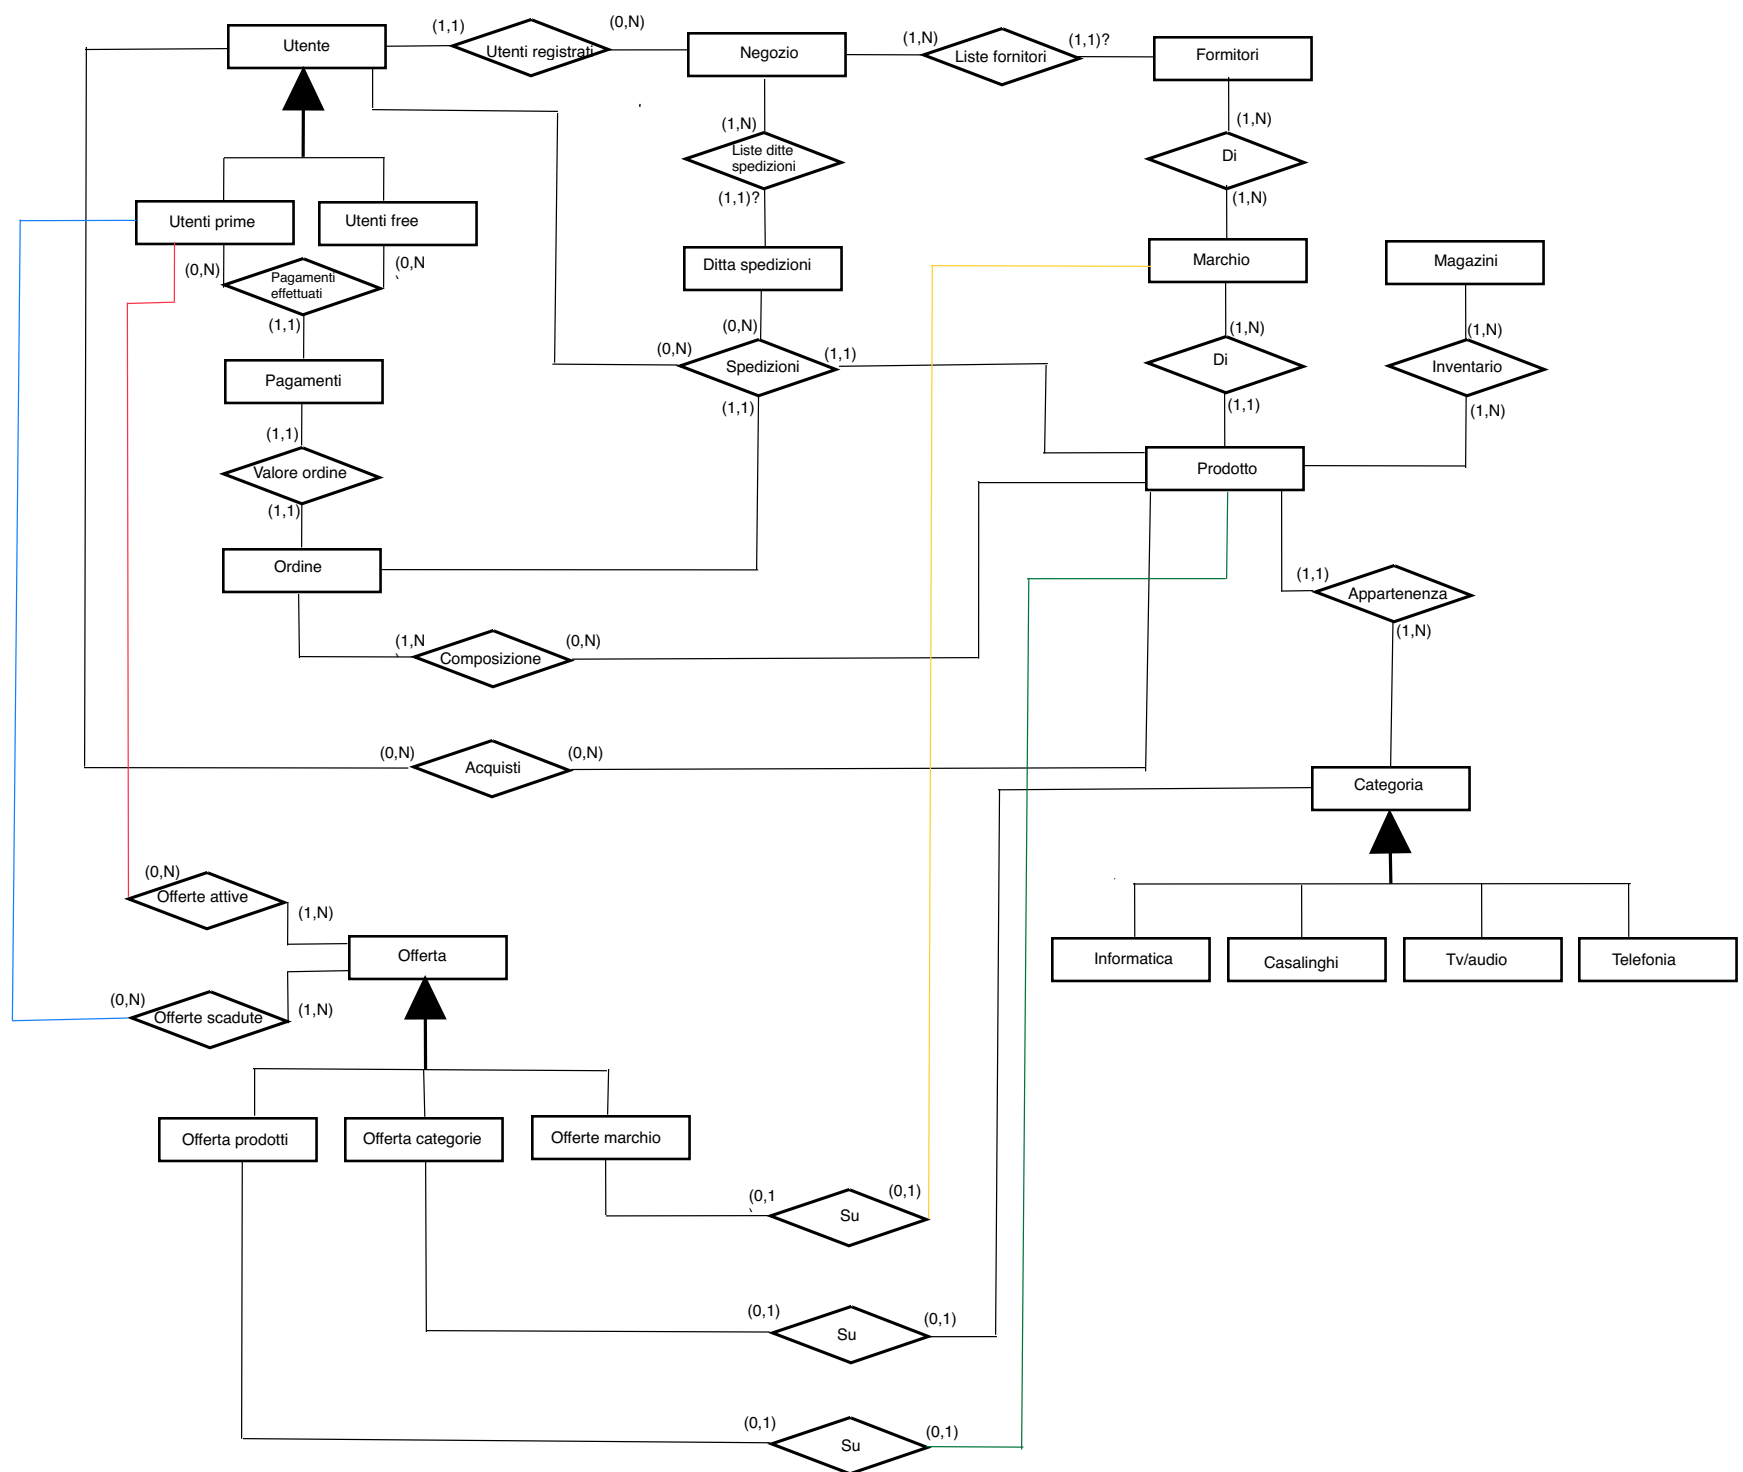 (1,1)
(0,N)
Utente
Utenti registrati
Negozio
(1,N)
Liste fornitori
(1,1)?
Formitori
(1,N)
Liste ditte
spedizioni
(1,1)?
(1,N)
Di
(1,N)
Utenti prime
Utenti free
(0,N)
Pagamenti
effettuati
(0,N
(1,1)
Ditta spedizioni
Marchio
Magazini
(0,N)
(0,N)
Spedizioni
(1,1)
(1,1)
(1,N)
Di
(1,1)
(1,N)
Inventario
(1,N)
Pagamenti
(1,1)
Valore ordine
(1,1)
Prodotto
Ordine
(1,1)
Appartenenza
(1,N)
(1,N
Composizione
(0,N)
(0,N)
Acquisti
(0,N)
Categoria
(0,N)
Offerte attive
(1,N)
Offerta
(0,N)
Offerte scadute
(1,N)
Informatica
Casalinghi
Tv/audio
Telefonia
Offerta prodotti
Offerta categorie
Offerte marchio
(0,1
Su
(0,1)
(0,1)
Su
(0,1)
(0,1)
Su
(0,1)